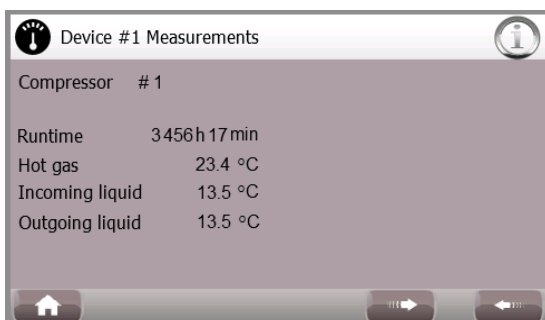 Device #1 Measurements
Compressor # 1
Runtime 3456h 17 min
Hot gas 23.4 °C
Incoming liquid 13.5 °C
Outgoing liquid 13.5 °C